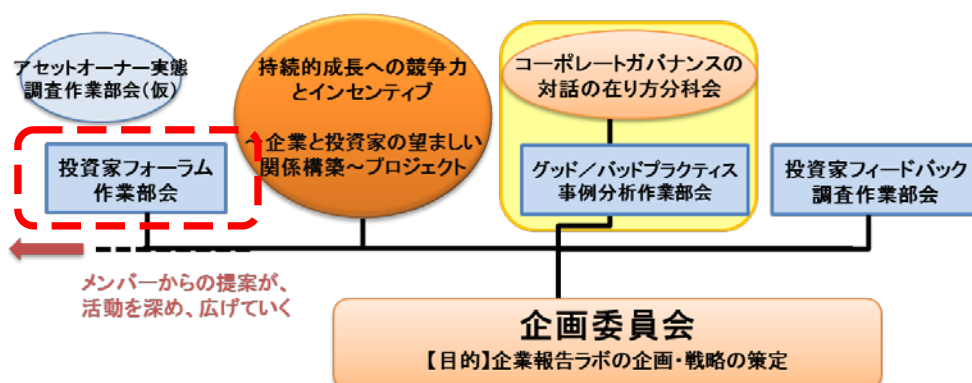 アセットオーナー実態
調査作業部会(仮)
持続的成長への競争力
とインセンティブ
～企業と投資家の望ましい
関係構築～プロジェクト
コーポレートガバナンスの
対話の在り方分科会
投資家フォーラム
作業部会
グッド／バッドプラクティス
事例分析作業部会
投資家フィードバック
調査作業部会
メンバーからの提案が、
活動を深め、広げていく
企画委員会
【目的】企業報告ラボの企画・戦略の策定